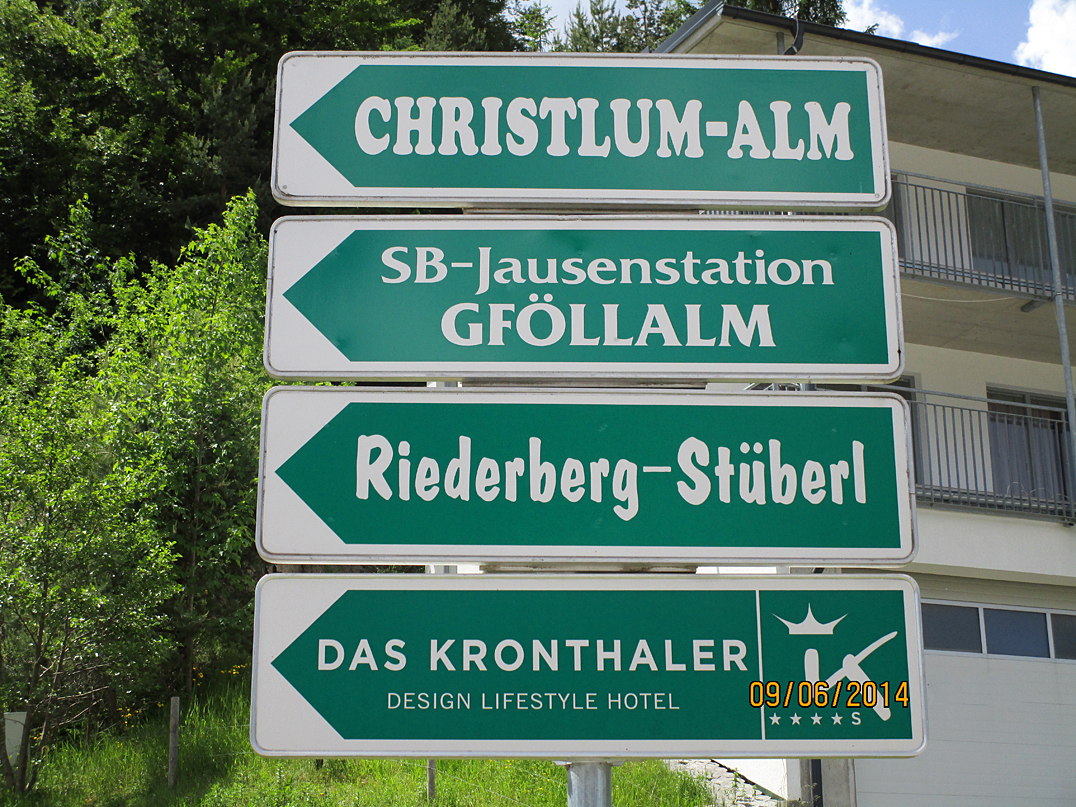 CHRISTLUM-ALM
SB-Jausenstation
GFÖLLALM
Riederberg-Stüberl
DAS KRONTHALER
DESIGN LIFESTYLE HOTEL
K
★★★★S
09/06/2014